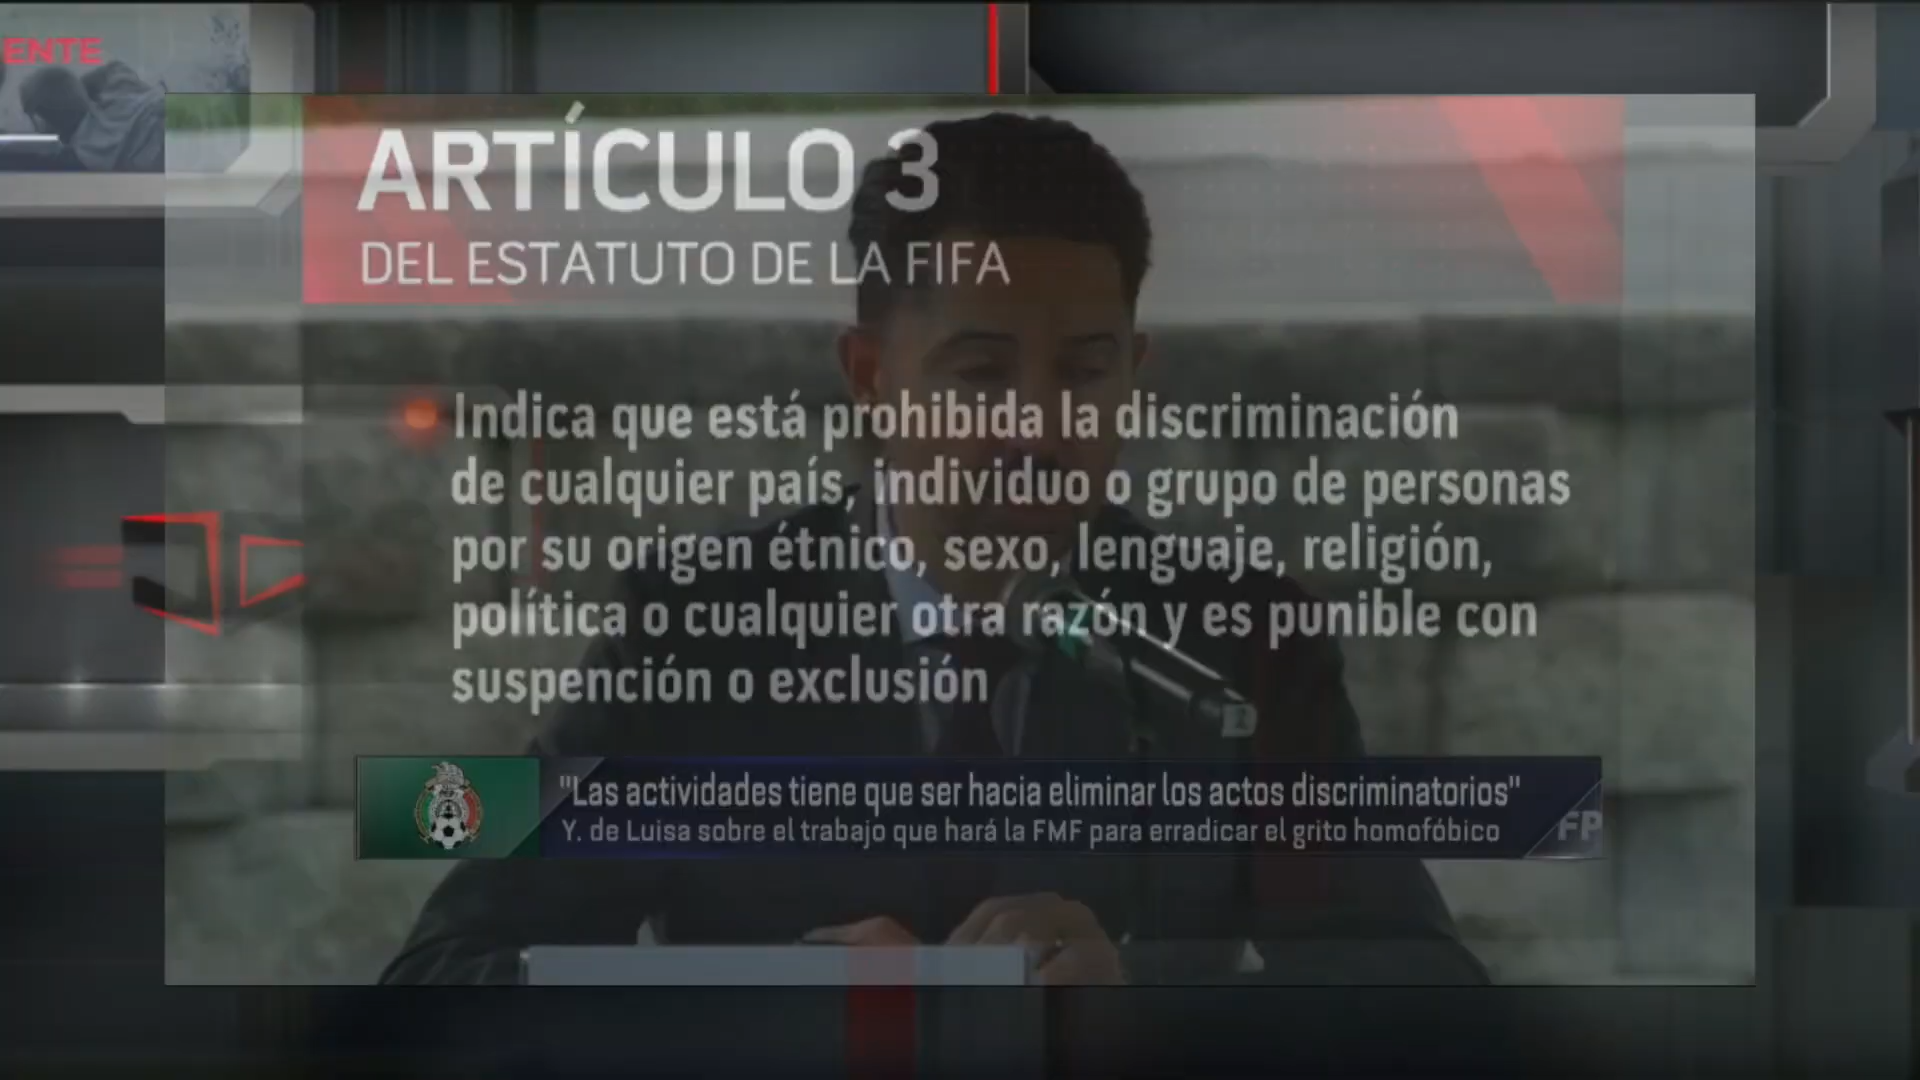 ENTE
ARTÍCULO 3
DEL ESTATUTO DE LA FIFA
Indica que está prohibida la discriminación
de cualquier país, individuo o grupo de personas
por su origen étnico, sexo, lenguaje, religión,
política o cualquier otra razón y es punible con
suspención o exclusión
"Las actividades tiene que ser hacia eliminar los actos discriminatorios"
Y. de Luisa sobre el trabajo que hará la FMF para erradicar el grito homofóbico
FP